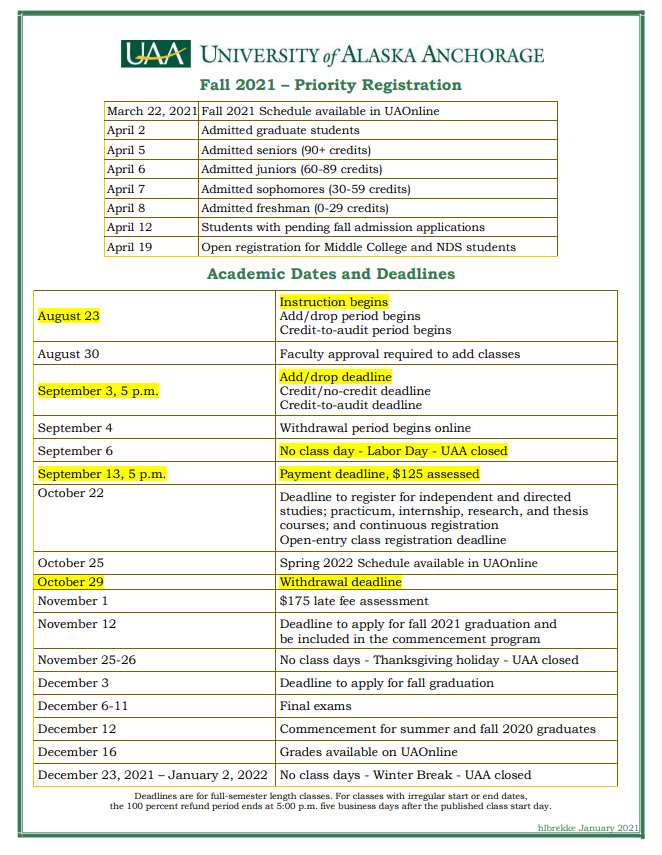 UAA UNIVERSITY of ALASKA ANCHORAGE
Fall 2021 – Priority Registration
March 22, 2021 Fall 2021 Schedule available in UAOnline
April 2 Admitted graduate students
April 5 Admitted seniors (90+ credits)
April 6 Admitted juniors (60-89 credits)
April 7 Admitted sophomores (30-59 credits)
April 8 Admitted freshman (0-29 credits)
April 12 Students with pending fall admission applications
April 19 Open registration for Middle College and NDS students
Academic Dates and Deadlines
Instruction begins
August 23 Add/drop period begins
Credit-to-audit period begins
August 30 Faculty approval required to add classes
Add/drop deadline
September 3, 5 p.m. Credit/no-credit deadline
Credit-to-audit deadline
September 4 Withdrawal period begins online
September 6 No class day - Labor Day - UAA closed
September 13, 5 p.m. Payment deadline, $125 assessed
October 22 Deadline to register for independent and directed
studies; practicum, internship, research, and thesis
courses; and continuous registration
Open-entry class registration deadline
October 25 Spring 2022 Schedule available in UAOnline
October 29 Withdrawal deadline
November 1 $175 late fee assessment
November 12 Deadline to apply for fall 2021 graduation and
be included in the commencement program
November 25-26 No class days - Thanksgiving holiday - UAA closed
December 3 Deadline to apply for fall graduation
December 6-11 Final exams
December 12 Commencement for summer and fall 2020 graduates
December 16 Grades available on UAOnline
December 23, 2021 – January 2, 2022 No class days - Winter Break - UAA closed
Deadlines are for full-semester length classes. For classes with irregular start or end dates,
the 100 percent refund period ends at 5:00 p.m. five business days after the published class start day.
hlbrekke January 2021